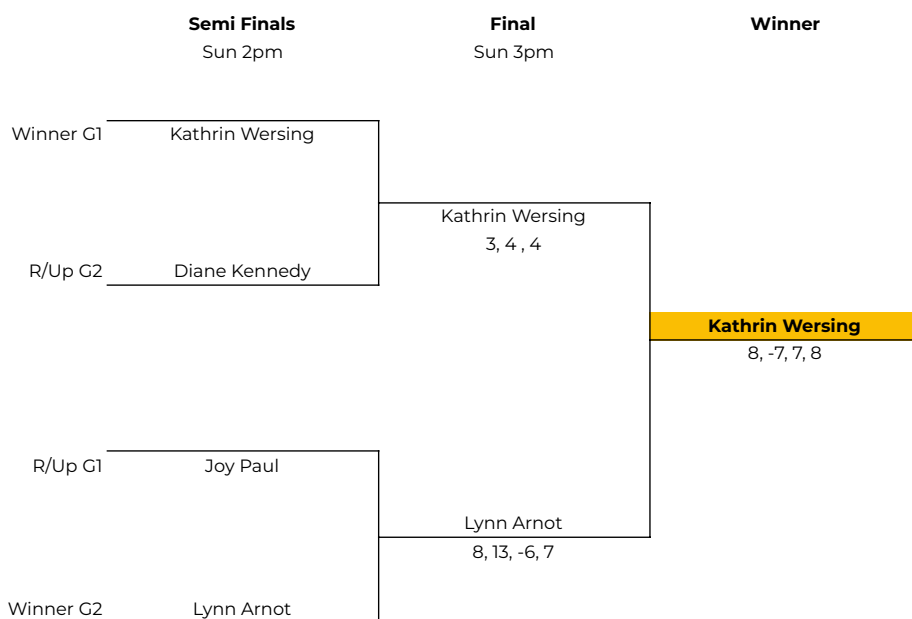 Semi Finals Final Winner
Sun 2pm Sun 3pm
Winner G1 Kathrin Wersing
Kathrin Wersing
3, 4 , 4
R/Up G2 Diane Kennedy
Kathrin Wersing
8, -7, 7, 8
R/Up G1 Joy Paul
Lynn Arnot
8, 13, -6, 7
Winner G2 Lynn Arnot